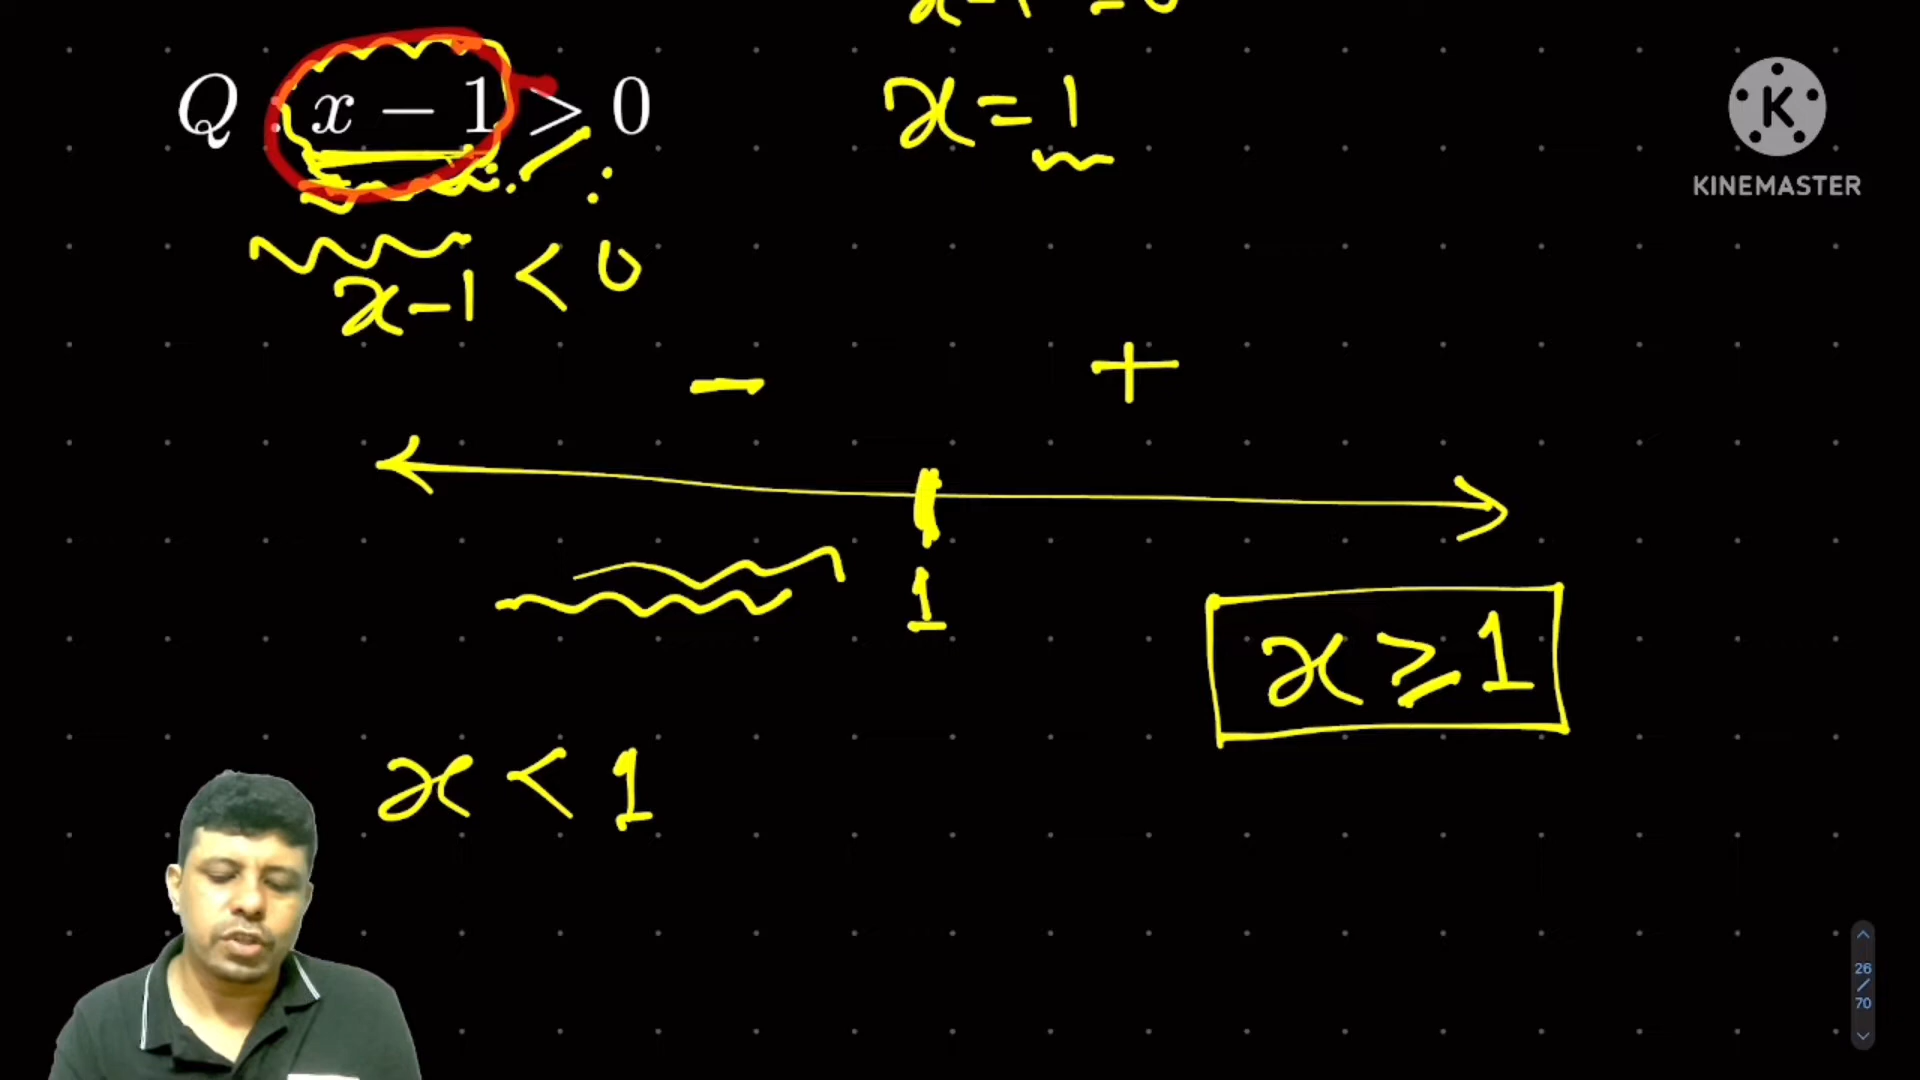 Q : x − 1 > 0
x = 1
KINEMASTER
x - 1 < 0
- +
1
x ≥ 1
x < 1
26
/
70